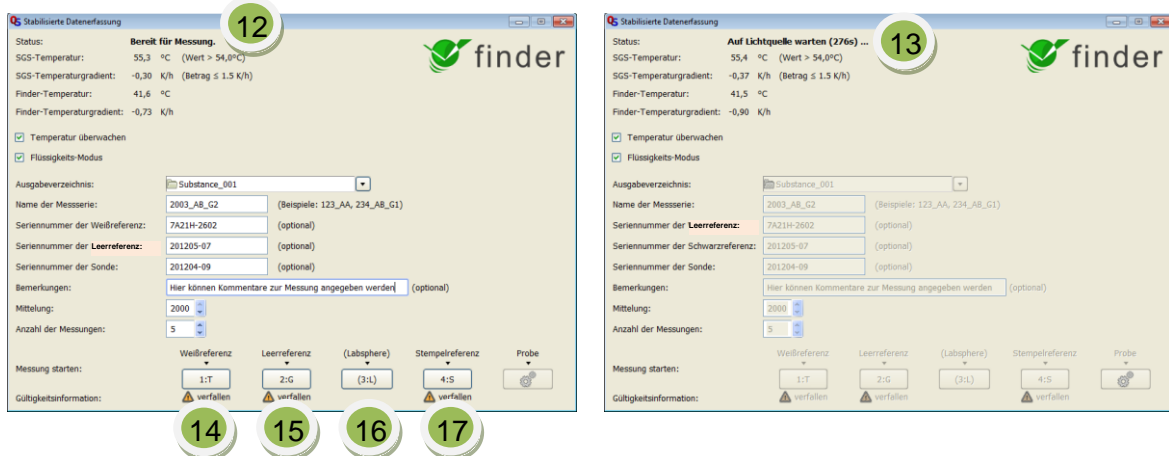 Stabilisierte Datenerfassung
12
Status: Bereit für Messung.
SGS-Temperatur: 55,3 °C (Wert > 54,0°C)
SGS-Temperaturgradient: -0,30 K/h (Betrag ≤ 1.5 K/h)
Finder-Temperatur: 41,6 °C
Finder-Temperaturgradient: -0,73 K/h
finder
Temperatur überwachen
Flüssigkeits-Modus
Ausgabeverzeichnis: Substance_001
Name der Messserie: 2003_AB_G2 (Beispiele: 123_AA, 234_AB_G1)
Seriennummer der Weißreferenz: 7A21H-2602 (optional)
Seriennummer der Leerreferenz: 201205-07 (optional)
Seriennummer der Sonde: 201204-09 (optional)
Bemerkungen: Hier können Kommentare zur Messung angegeben werden (optional)
Mittelung: 2000
Anzahl der Messungen: 5
Weißreferenz Leerreferenz (Labsphere) Stempelreferenz Probe
Messung starten: 1:T 2:G (3:L) 4:S
Gültigkeitsinformation: verfallen verfallen verfallen
14 15 16 17
Stabilisierte Datenerfassung
13
Status: Auf Lichtquelle warten (276s) ...
SGS-Temperatur: 55,4 °C (Wert > 54,0°C)
SGS-Temperaturgradient: -0,37 K/h (Betrag ≤ 1.5 K/h)
Finder-Temperatur: 41,5 °C
Finder-Temperaturgradient: -0,90 K/h
finder
Temperatur überwachen
Flüssigkeits-Modus
Ausgabeverzeichnis: Substance_001
Name der Messserie: 2003_AB_G2 (Beispiele: 123_AA, 234_AB_G1)
Seriennummer der Leerreferenz: 7A21H-2602 (optional)
Seriennummer der Schwarzreferenz: 201205-07 (optional)
Seriennummer der Sonde: 201204-09 (optional)
Bemerkungen: Hier können Kommentare zur Messung angegeben werden (optional)
Mittelung: 2000
Anzahl der Messungen: 5
Weißreferenz Leerreferenz (Labsphere) Stempelreferenz Probe
Messung starten: 1:T 2:G (3:L) 4:S
Gültigkeitsinformation: verfallen verfallen verfallen